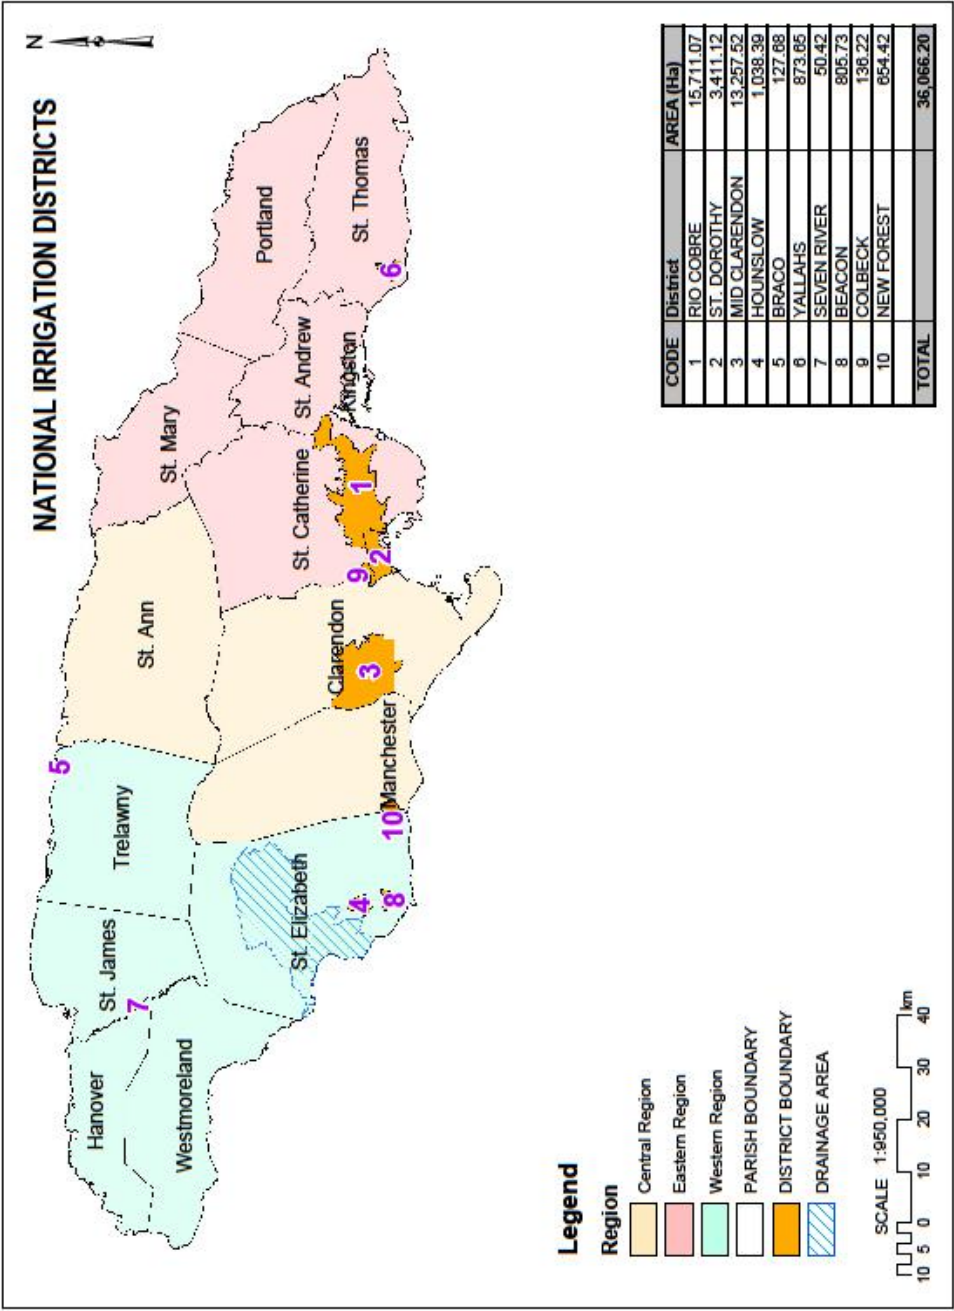 NATIONAL IRRIGATION DISTRICTS
N
Hanover
St. James
Trelawny
St. Ann
St. Mary
Portland
Westmoreland
St. Elizabeth
Manchester
Clarendon
St. Catherine
St. Andrew
Kingston
St. Thomas
7
5
4
8
10
3
9
2
1
6
Legend
Region
Central Region
Eastern Region
Western Region
PARISH BOUNDARY
DISTRICT BOUNDARY
DRAINAGE AREA
SCALE 1:950,000
10 5 0 10 20 30 40
km
CODE District AREA (Ha)
1 RIO COBRE 15,711.07
2 ST. DOROTHY 3,411.12
3 MID CLARENDON 13,257.52
4 HOUNSLOW 1,038.39
5 BRACO 127.68
6 YALLAHS 873.65
7 SEVEN RIVER 50.42
8 BEACON 805.73
9 COLBECK 136.22
10 NEW FOREST 654.42
TOTAL 36,066.20